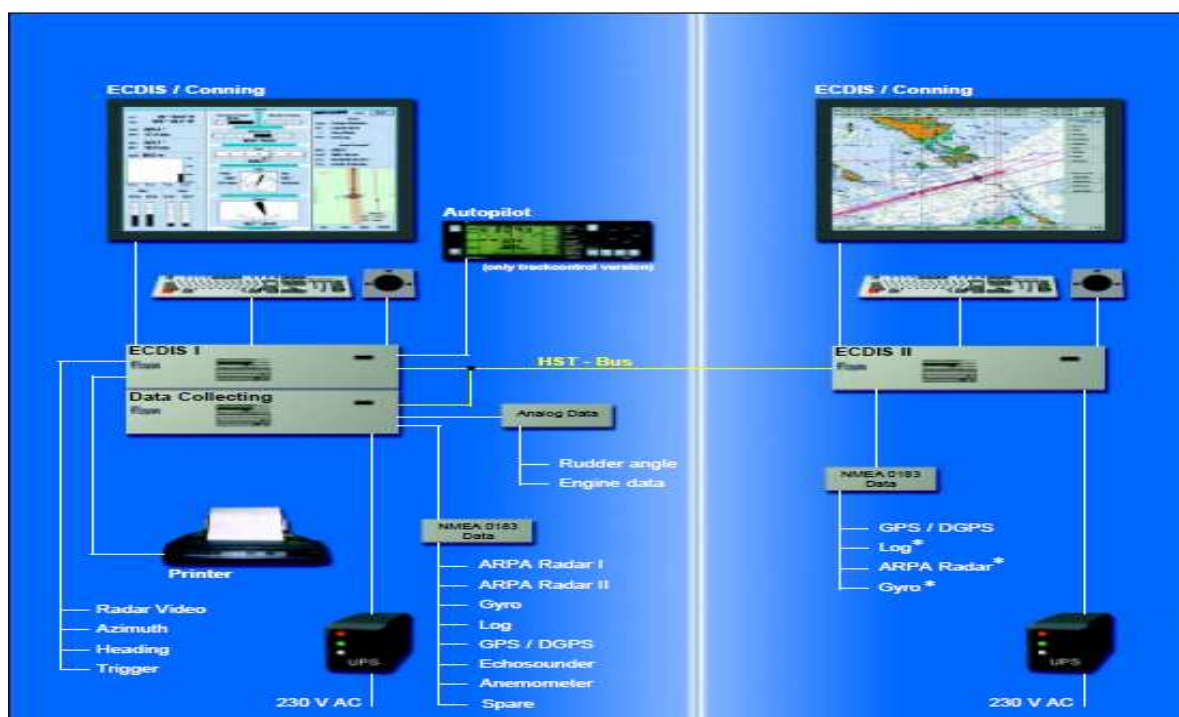 ECDIS / Conning
ECDIS / Conning
Autopilot
(only trackcontrol version)
ECDIS I
HST - Bus
ECDIS II
Data Collecting
Analog Data
Rudder angle
Engine data
NMEA 0183
Data
GPS / DGPS
Log*
ARPA Radar*
Gyro*
NMEA 0183
Data
ARPA Radar I
ARPA Radar II
Gyro
Log
GPS / DGPS
Echosounder
Anemometer
Spare
Printer
Radar Video
Azimuth
Heading
Trigger
UPS
230 V AC
UPS
230 V AC